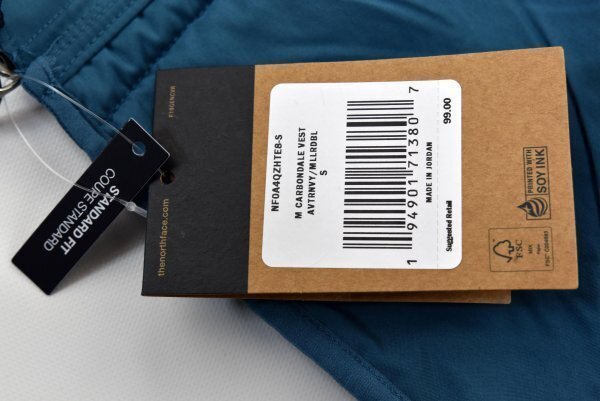 NF0A4QZHTE8-S
M CARBONDALE VEST
AVTRNVY/MLLRDBL
S
1 94901 71380 7
MADE IN JORDAN
99.00
Suggested Retail
PRINTED WITH
SOY INK
FSC
MIX
thenorthface.com
STANDARD FIT
COUPE STANDARD